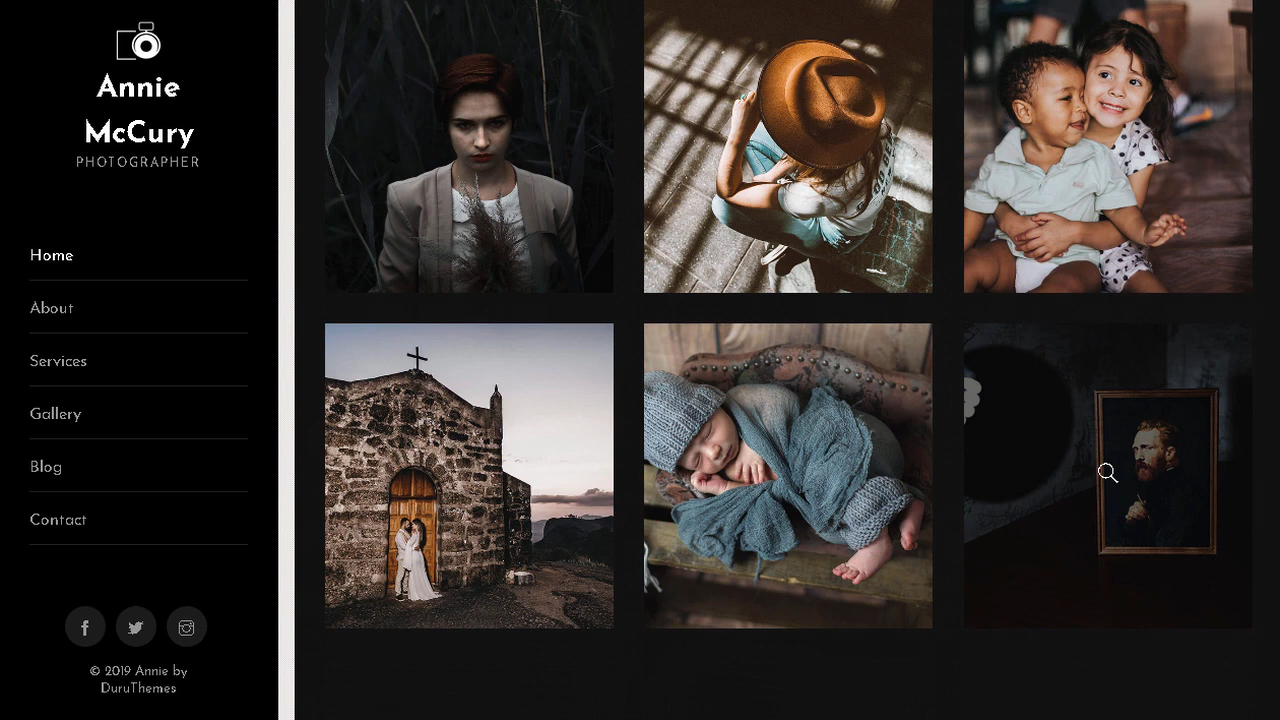 Annie
McCury
PHOTOGRAPHER
Home
About
Services
Gallery
Blog
Contact
© 2019 Annie by
DuruThemes